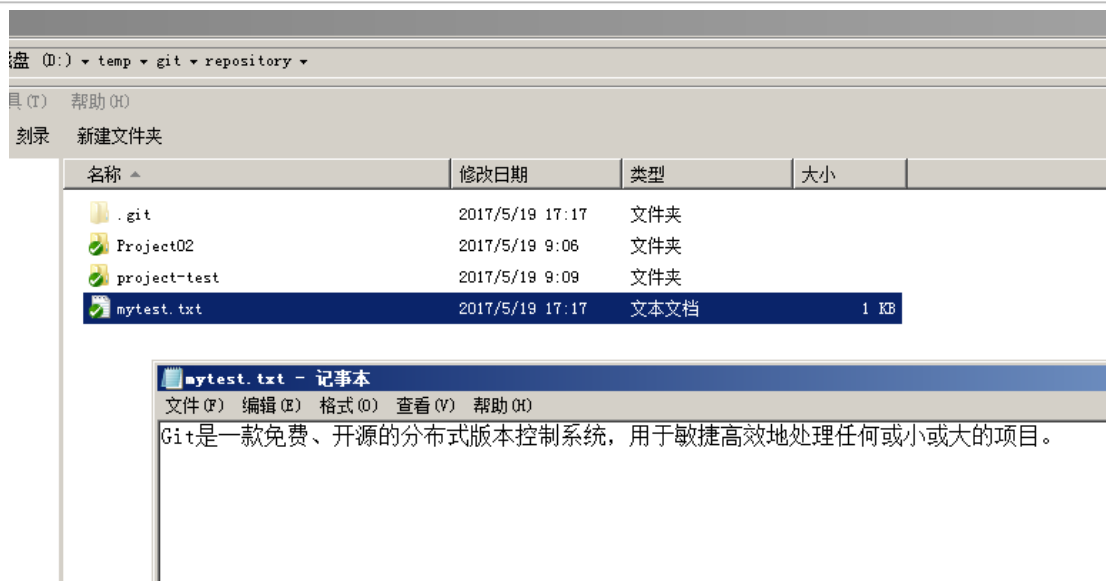 盘 (D:) ▾ temp ▾ git ▾ repository ▾
具(T) 帮助(H)
刻录 新建文件夹
名称 修改日期 类型 大小
.git 2017/5/19 17:17 文件夹
Project02 2017/5/19 9:06 文件夹
project-test 2017/5/19 9:09 文件夹
mytest.txt 2017/5/19 17:17 文本文档 1 KB
mytest.txt - 记事本
文件(F) 编辑(E) 格式(O) 查看(V) 帮助(H)
Git是一款免费、开源的分布式版本控制系统，用于敏捷高效地处理任何或小或大的项目。